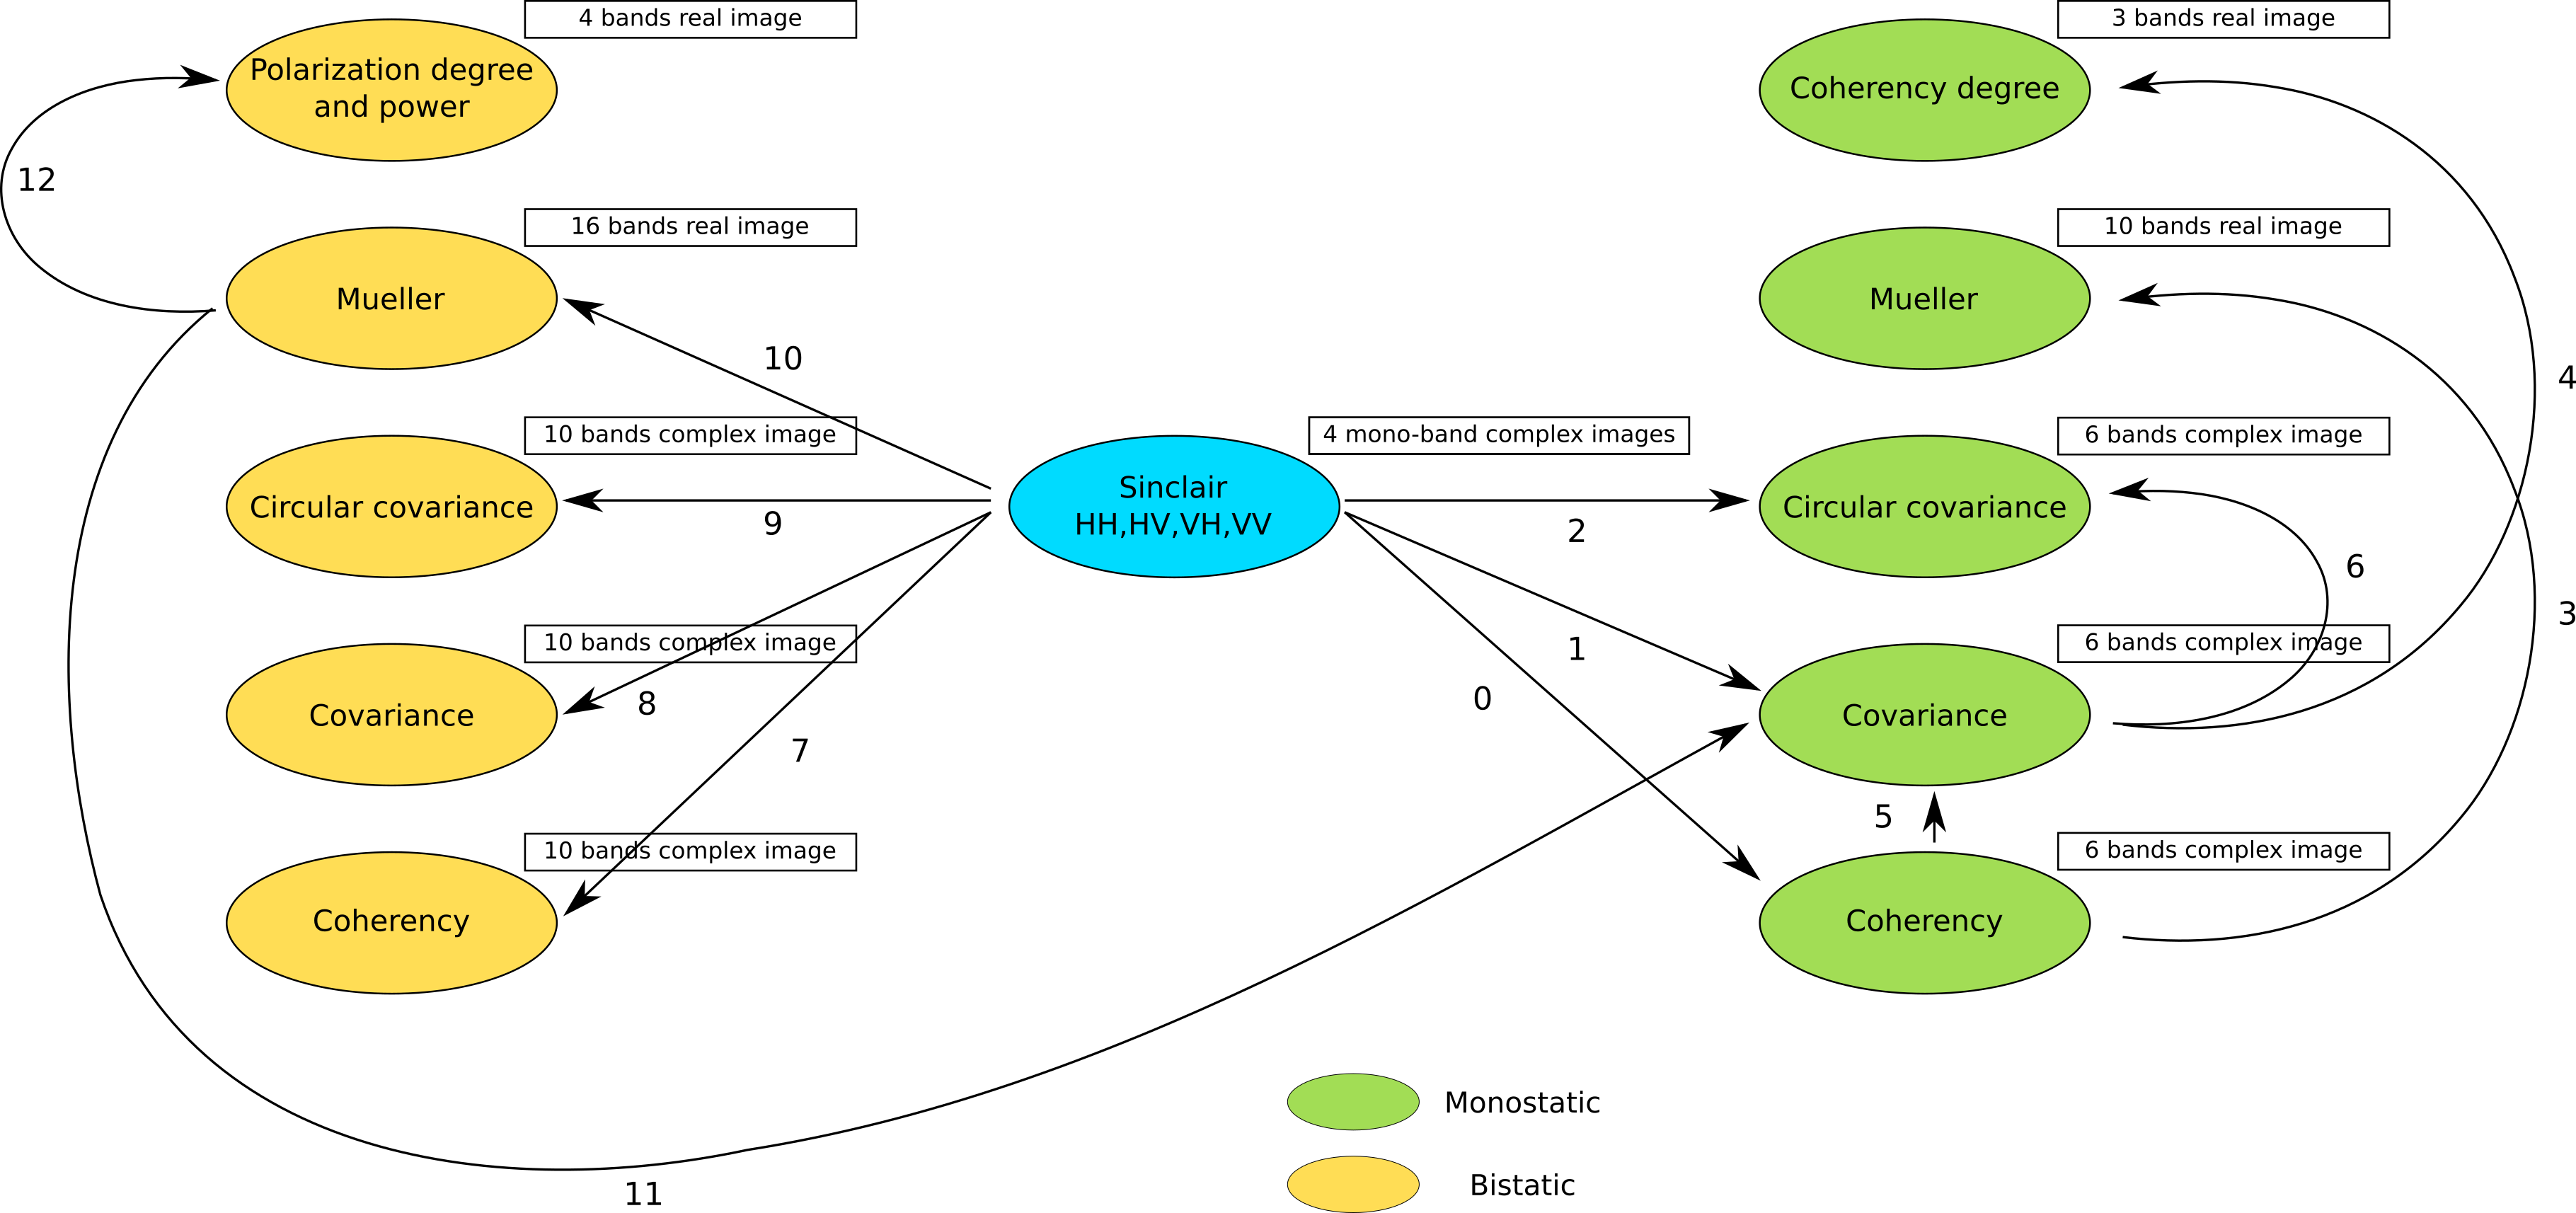 4 bands real image
3 bands real image
Polarization degree
and power
Coherency degree
12
16 bands real image
10 bands real image
Mueller
Mueller
10
4
10 bands complex image
4 mono-band complex images
6 bands complex image
Circular covariance
Sinclair
HH,HV,VH,VV
Circular covariance
9
2
6
3
10 bands complex image
6 bands complex image
8
1
0
Covariance
Covariance
7
5
10 bands complex image
6 bands complex image
Coherency
Coherency
Monostatic
Bistatic
11